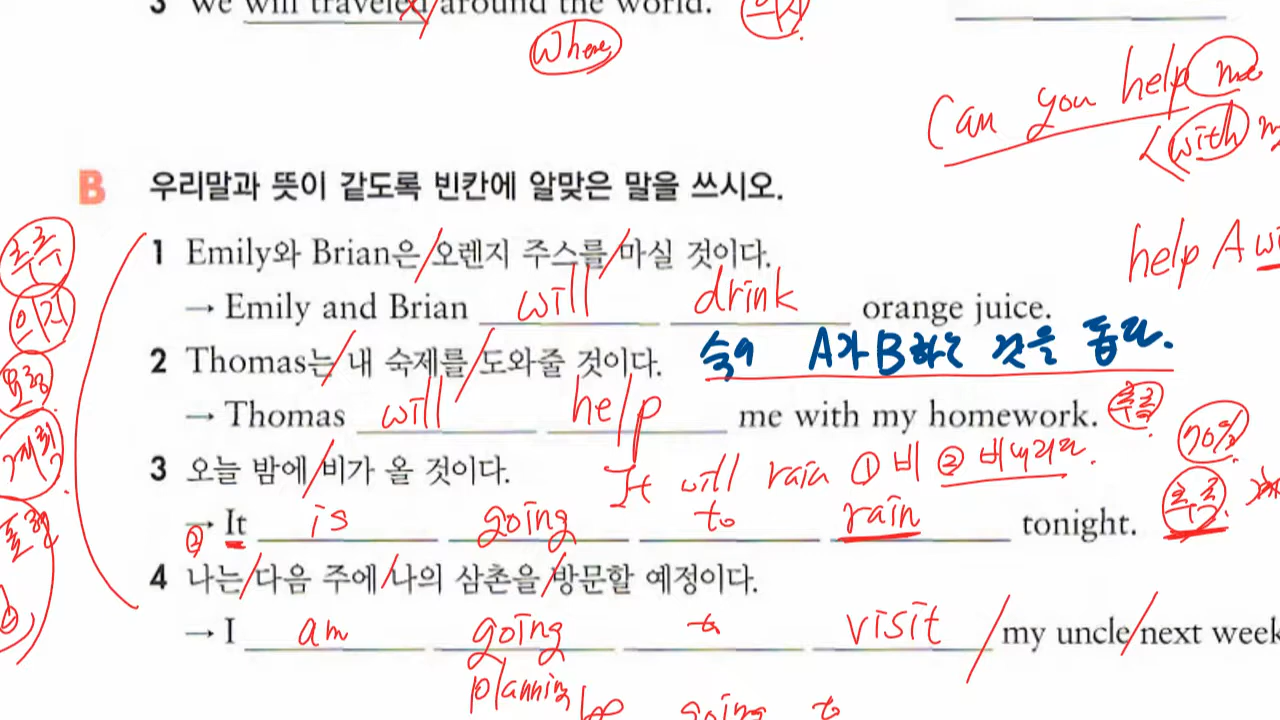 3 We will traveled around the world.
where
Can you help me
with
B 우리말과 뜻이 같도록 빈칸에 알맞은 말을 쓰시오.
추측
의지
요청
계획
1 Emily와 Brian은/오렌지 주스를/마실 것이다.
help A
→ Emily and Brian will drink orange juice.
2 Thomas는/내 숙제를/도와줄 것이다.
숙어 A가 B하는 것을 돕다.
→ Thomas will help me with my homework.
추측
70%
3 오늘 밤에/비가 올 것이다.
It will rain ① 비 ② 비 내리다.
→ It is going to rain tonight.
추측
②
4 나는/다음 주에/나의 삼촌을/방문할 예정이다.
→ I am going to visit/my uncle/next week
planning
be going to